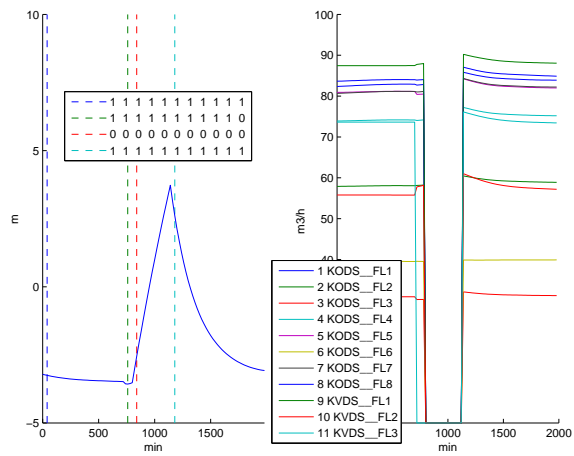 10
5
0
−5
m
0
500
1000
1500
min
1 1 1 1 1 1 1 1 1 1 1
1 1 1 1 1 1 1 1 1 1 0
0 0 0 0 0 0 0 0 0 0 0
1 1 1 1 1 1 1 1 1 1 1
100
90
80
70
60
50
40
m3/h
1000
1500
2000
min
1 KODS__FL1
2 KODS__FL2
3 KODS__FL3
4 KODS__FL4
5 KODS__FL5
6 KODS__FL6
7 KODS__FL7
8 KODS__FL8
9 KVDS__FL1
10 KVDS__FL2
11 KVDS__FL3